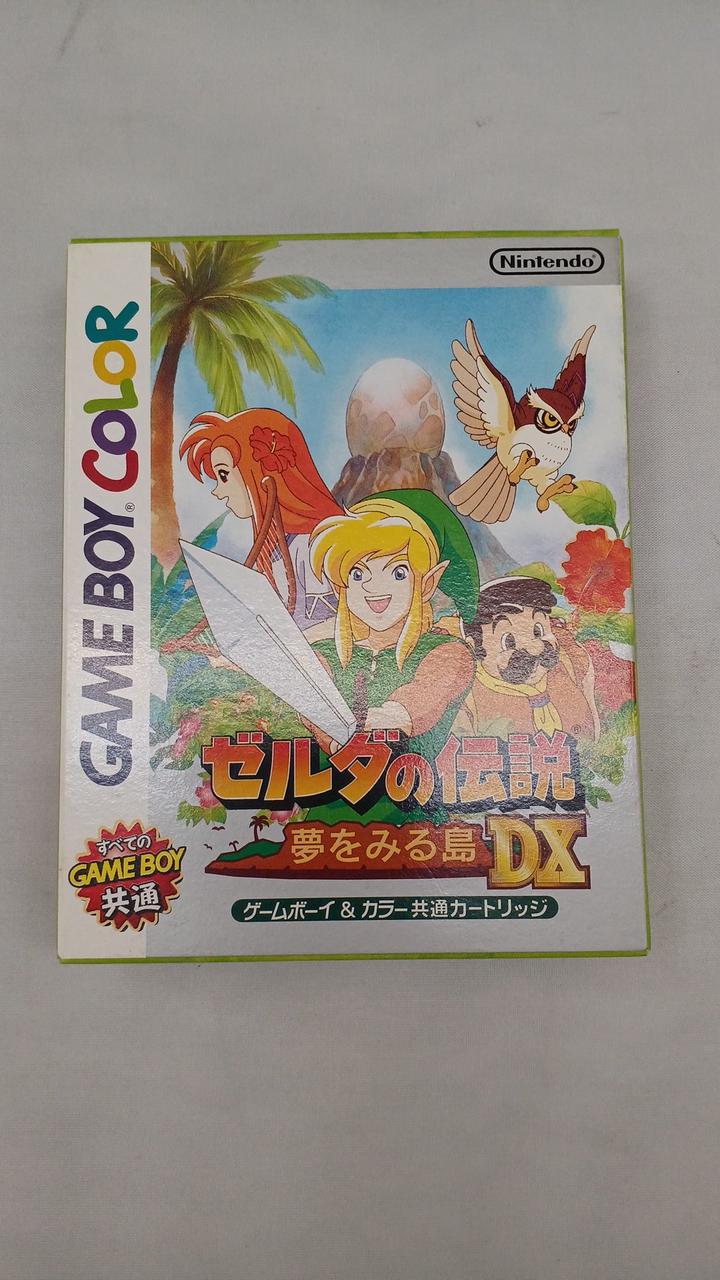 Nintendo®
GAME BOY® COLOR
ゼルダの伝説®
夢をみる島 DX
ゲームボーイ & カラー共通カートリッジ
すべての
GAME BOY
共通